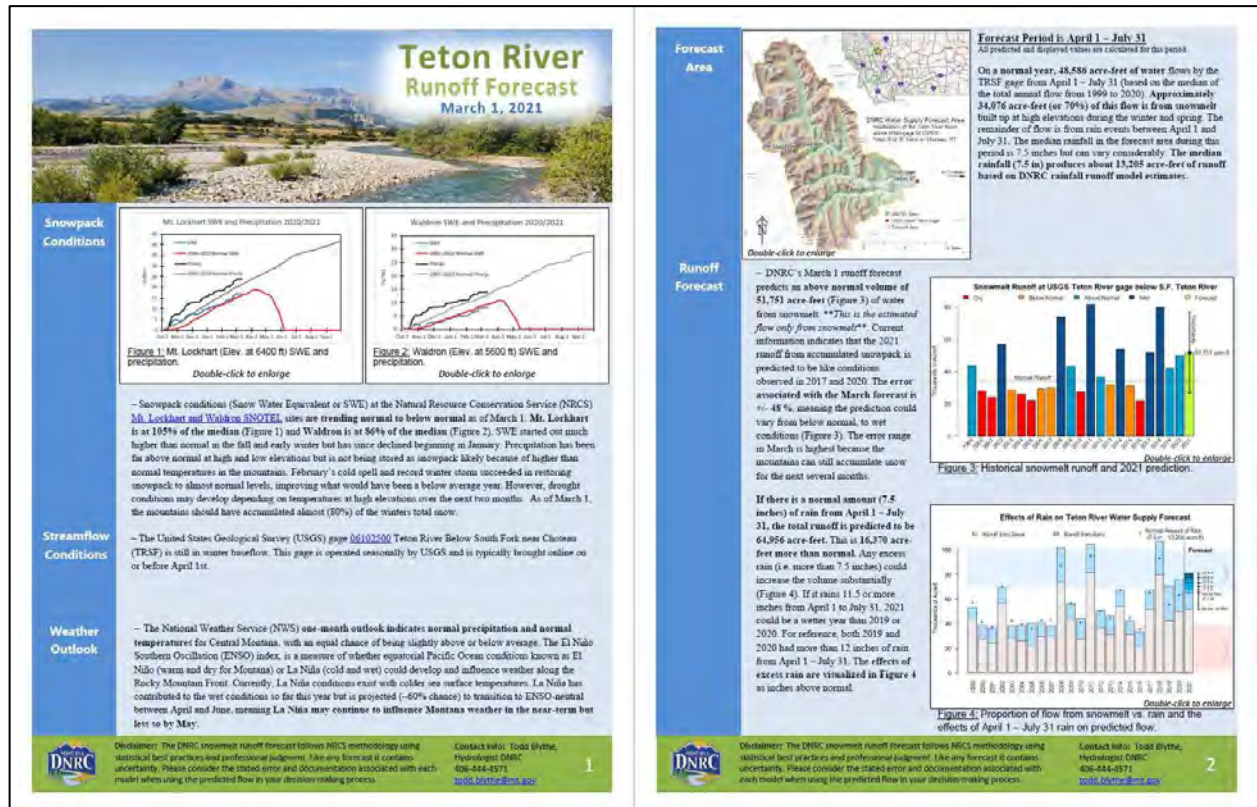 Teton River
Runoff Forecast
March 1, 2021
Snowpack
Conditions
Mt. Lockhart SWE and Precipitation 2020/2021
SWE
Precip
Figure 1: Mt. Lockhart (Elev. at 6400 ft) SWE and
precipitation.
Double-click to enlarge
Waldron SWE and Precipitation 2020/2021
SWE
Precip
Figure 2: Waldron (Elev. at 5600 ft) SWE and
precipitation.
Double-click to enlarge
– Snowpack conditions (Snow Water Equivalent or SWE) at the Natural Resource Conservation Service (NRCS)
Mt. Lockhart and Waldron SNOTEL sites are trending normal to below normal as of March 1. Mt. Lockhart
is at 105% of the median (Figure 1) and Waldron is at 86% of the median (Figure 2). SWE started out much
higher than normal in the fall and early winter but has since declined beginning in January. Precipitation has been
far above normal at high and low elevations but is not being stored as snowpack likely because of higher than
normal temperatures in the mountains. February's cold spell and record winter storm succeeded in restoring
snowpack to almost normal levels, improving what would have been a below average year. However, drought
conditions may develop depending on temperatures at high elevations over the next two months. As of March 1,
the mountains should have accumulated almost (80%) of the winters total snow.
Streamflow
Conditions
– The United States Geological Survey (USGS) gage 06102500 Teton River Below South Fork near Choteau
(TRSF) is still in winter baseflow. This gage is operated seasonally by USGS and is typically brought online on
or before April 1st.
Weather
Outlook
– The National Weather Service (NWS) one-month outlook indicates normal precipitation and normal
temperatures for Central Montana, with an equal chance of being slightly above or below average. The El Niño
Southern Oscillation (ENSO) index, is a measure of whether equatorial Pacific Ocean conditions known as El
Niño (warm and dry for Montana) or La Niña (cold and wet) could develop and influence weather along the
Rocky Mountain Front. Currently, La Niña conditions exist with colder sea surface temperatures. La Niña has
contributed to the wet conditions so far this year but is projected (~60% chance) to transition to ENSO-neutral
between April and June, meaning La Niña may continue to influence Montana weather in the near-term but
less so by May.
MONTANA
DNRC
Disclaimer: The DNRC snowmelt runoff forecast follows NRCS methodology using
statistical best practices and professional judgment. Like any forecast it contains
uncertainty. Please consider the stated error and documentation associated with each
model when using the predicted flow in your decision-making process.
Contact Info: Todd Blythe,
Hydrologist DNRC
406-444-4571
todd.blythe@mt.gov
1
Forecast
Area
DNRC Water Supply Forecast Area
Double-click to enlarge
Forecast Period is April 1 – July 31
All predicted and displayed values are calculated for this period.
On a normal year, 48,586 acre-feet of water flows by the
TRSF gage from April 1 – July 31 (based on the median of
the total annual flow from 1999 to 2020). Approximately
34,076 acre-feet (or 70%) of this flow is from snowmelt
built up at high elevations during the winter and spring. The
remainder of flow is from rain events between April 1 and
July 31. The median rainfall in the forecast area during this
period is 7.5 inches but can vary considerably. The median
rainfall (7.5 in) produces about 13,205 acre-feet of runoff
based on DNRC rainfall runoff model estimates.
Runoff
Forecast
– DNRC's March 1 runoff forecast
predicts an above normal volume of
51,751 acre-feet (Figure 3) of water
from snowmelt. **This is the estimated
flow only from snowmelt**. Current
information indicates that the 2021
runoff from accumulated snowpack is
predicted to be like conditions
observed in 2017 and 2020. The error
associated with the March forecast is
+/- 48 %, meaning the prediction could
vary from below normal, to wet
conditions (Figure 3). The error range
in March is highest because the
mountains can still accumulate snow
for the next several months.
Snowmelt Runoff at USGS Teton River gage below S.F. Teton River
Dry
Below Normal
Above Normal
Wet
Forecast
Normal Runoff
Double-click to enlarge
Figure 3: Historical snowmelt runoff and 2021 prediction.
If there is a normal amount (7.5
inches) of rain from April 1 – July
31, the total runoff is predicted to be
64,956 acre-feet. This is 16,370 acre-
feet more than normal. Any excess
rain (i.e. more than 7.5 inches) could
increase the volume substantially
(Figure 4). If it rains 11.5 or more
inches from April 1 to July 31, 2021
could be a wetter year than 2019 or
2020. For reference, both 2019 and
2020 had more than 12 inches of rain
from April 1 – July 31. The effects of
excess rain are visualized in Figure 4
as inches above normal.
Effects of Rain on Teton River Water Supply Forecast
Forecast
Double-click to enlarge
Figure 4: Proportion of flow from snowmelt vs. rain and the
effects of April 1 – July 31 rain on predicted flow.
MONTANA
DNRC
Disclaimer: The DNRC snowmelt runoff forecast follows NRCS methodology using
statistical best practices and professional judgment. Like any forecast it contains
uncertainty. Please consider the stated error and documentation associated with each
model when using the predicted flow in your decision-making process.
Contact Info: Todd Blythe,
Hydrologist DNRC
406-444-4571
todd.blythe@mt.gov
2